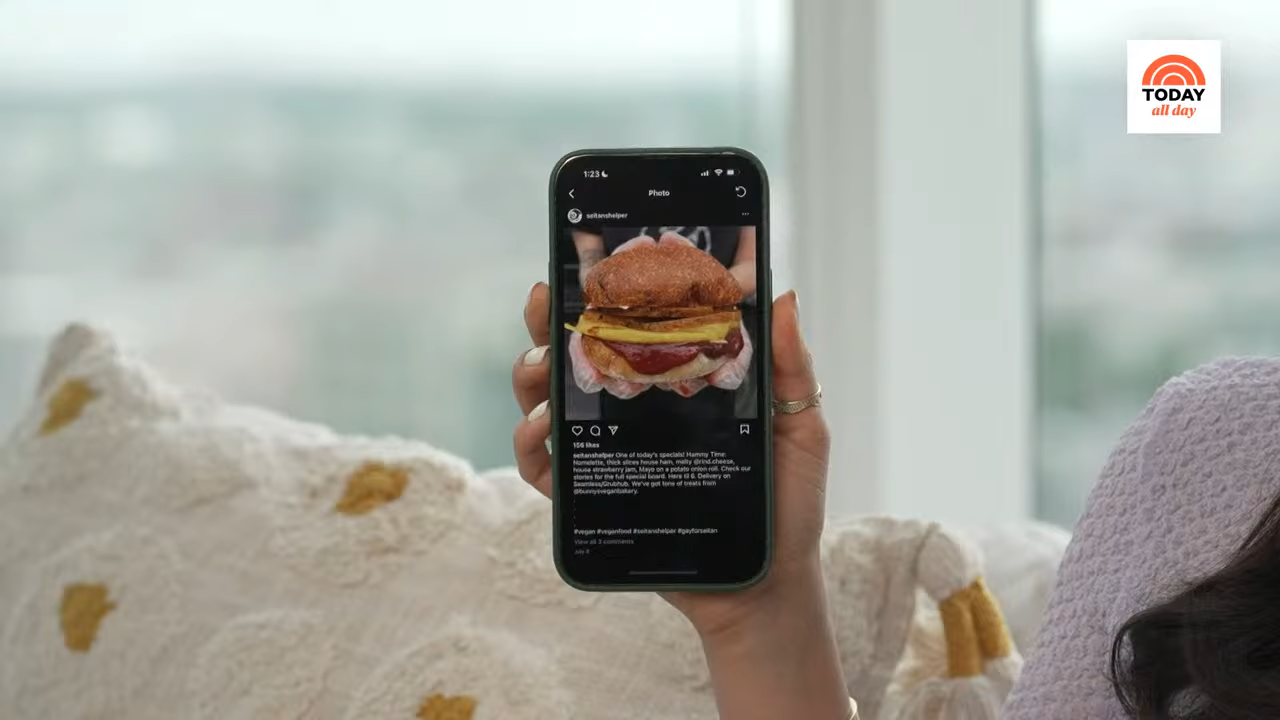 TODAY
all day
1:23
Photo
seitanshelper
156 likes
seitanshelper One of today's specials! Hammy Time:
Homelette, thick slices house ham, melty @rind.cheese,
house strawberry jam, Mayo on a potato onion roll. Check our
stories for the full special board. Here til 6. Delivery on
Seamless/Grubhub. We've got tons of treats from
@bunnysveganbakery.
#vegan #veganfood #seitanshelper #gayforseitan
View all 3 comments
July 8